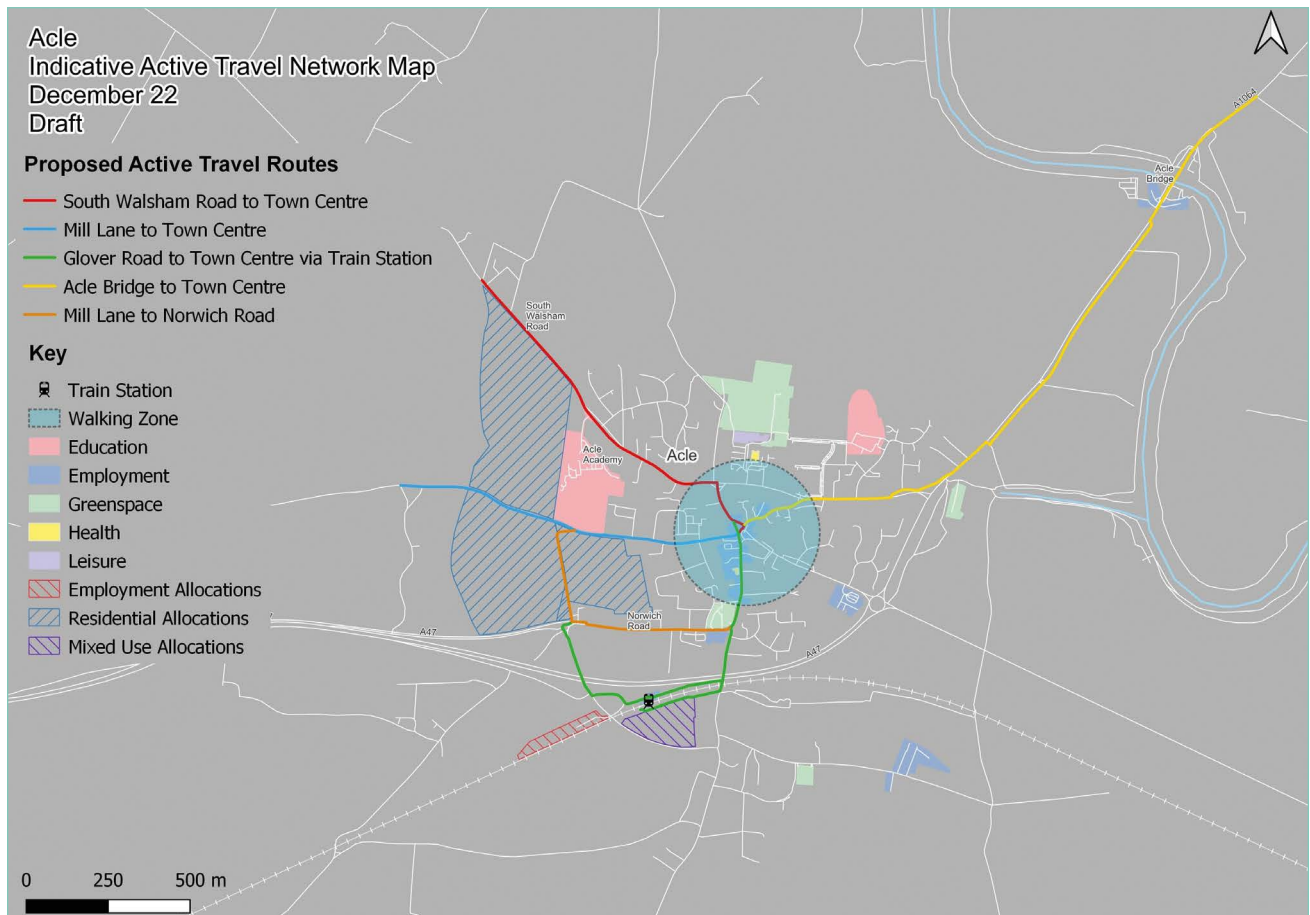 Acle
Indicative Active Travel Network Map
December 22
Draft
Proposed Active Travel Routes
South Walsham Road to Town Centre
Mill Lane to Town Centre
Glover Road to Town Centre via Train Station
Acle Bridge to Town Centre
Mill Lane to Norwich Road
Key
Train Station
Walking Zone
Education
Employment
Greenspace
Health
Leisure
Employment Allocations
Residential Allocations
Mixed Use Allocations
0 250 500 m
A1064
Acle
Bridge
South
Walsham
Road
Acle
Academy
Acle
Norwich
Road
A47
A47